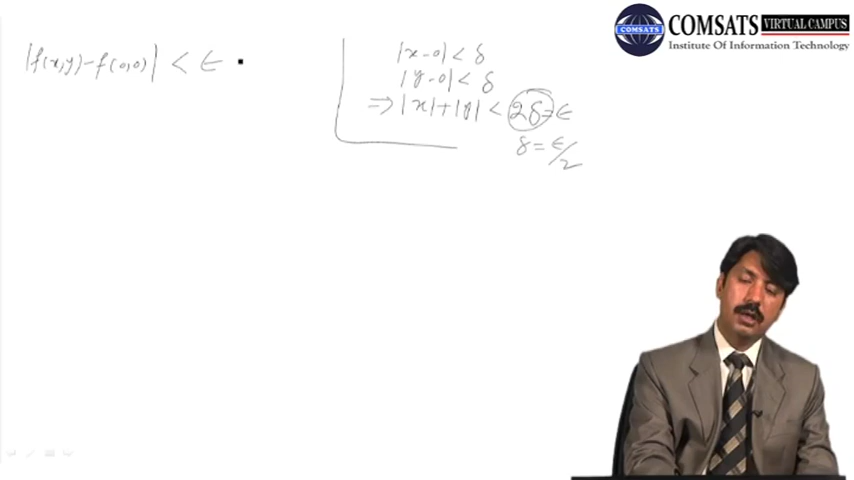 COMSATS VIRTUAL CAMPUS
Institute Of Information Technology
COMSATS
|f(x,y)-f(0,0)| < ϵ
|x-0| < δ
|y-0| < δ
⇒ |x|+|y| < 2δ = ϵ
δ = ϵ/2